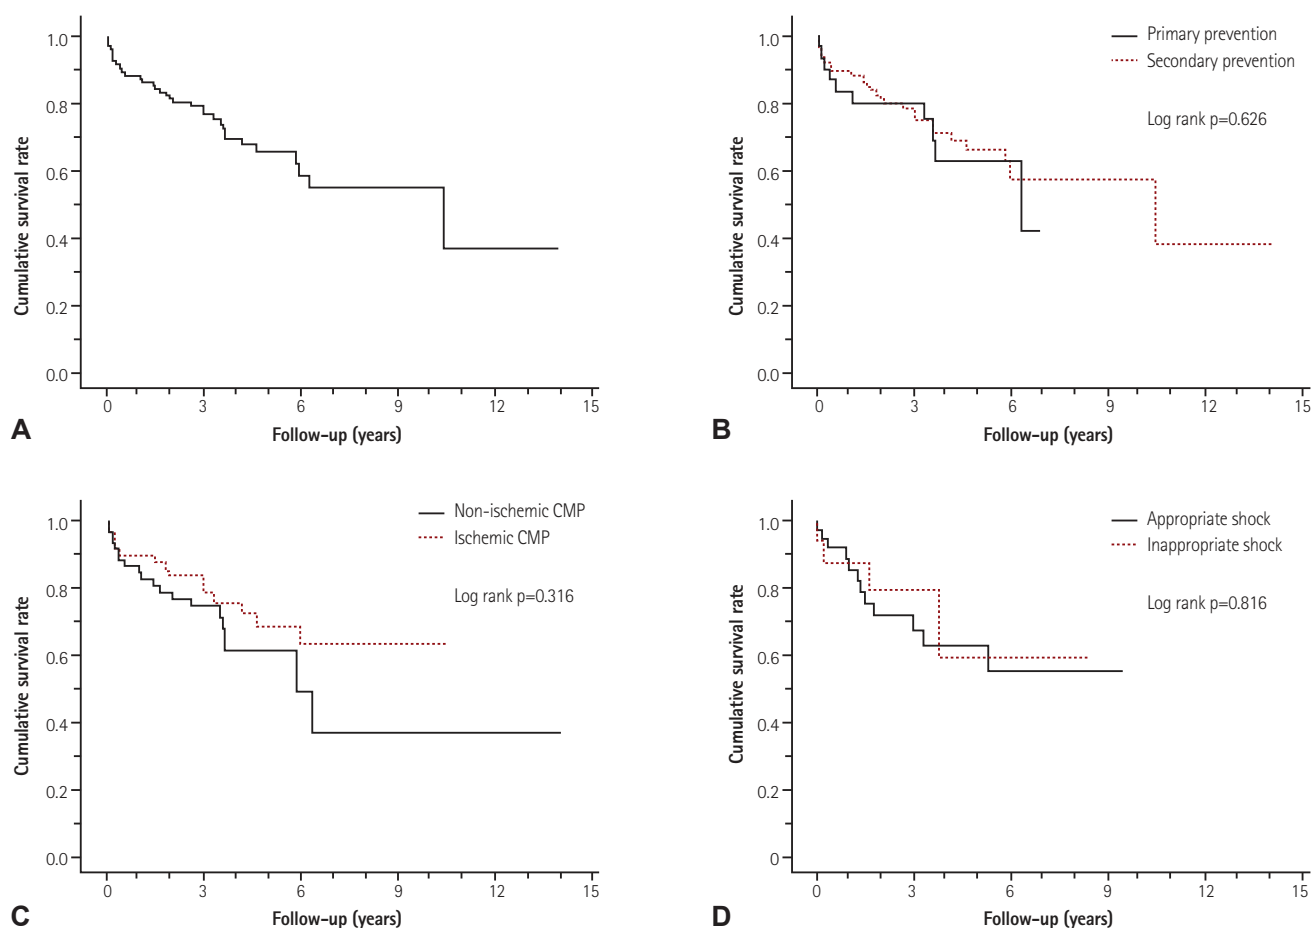 1.0
0.8
0.6
0.4
0.2
0.0
Cumulative survival rate
0 3 6 9 12 15
Follow-up (years)
A
Primary prevention
Secondary prevention
Log rank p=0.626
1.0
0.8
0.6
0.4
0.2
0.0
Cumulative survival rate
0 3 6 9 12 15
Follow-up (years)
B
Non-ischemic CMP
Ischemic CMP
Log rank p=0.316
1.0
0.8
0.6
0.4
0.2
0.0
Cumulative survival rate
0 3 6 9 12 15
Follow-up (years)
C
Appropriate shock
Inappropriate shock
Log rank p=0.816
1.0
0.8
0.6
0.4
0.2
0
Cumulative survival rate
0 3 6 9 12 15
Follow-up (years)
D